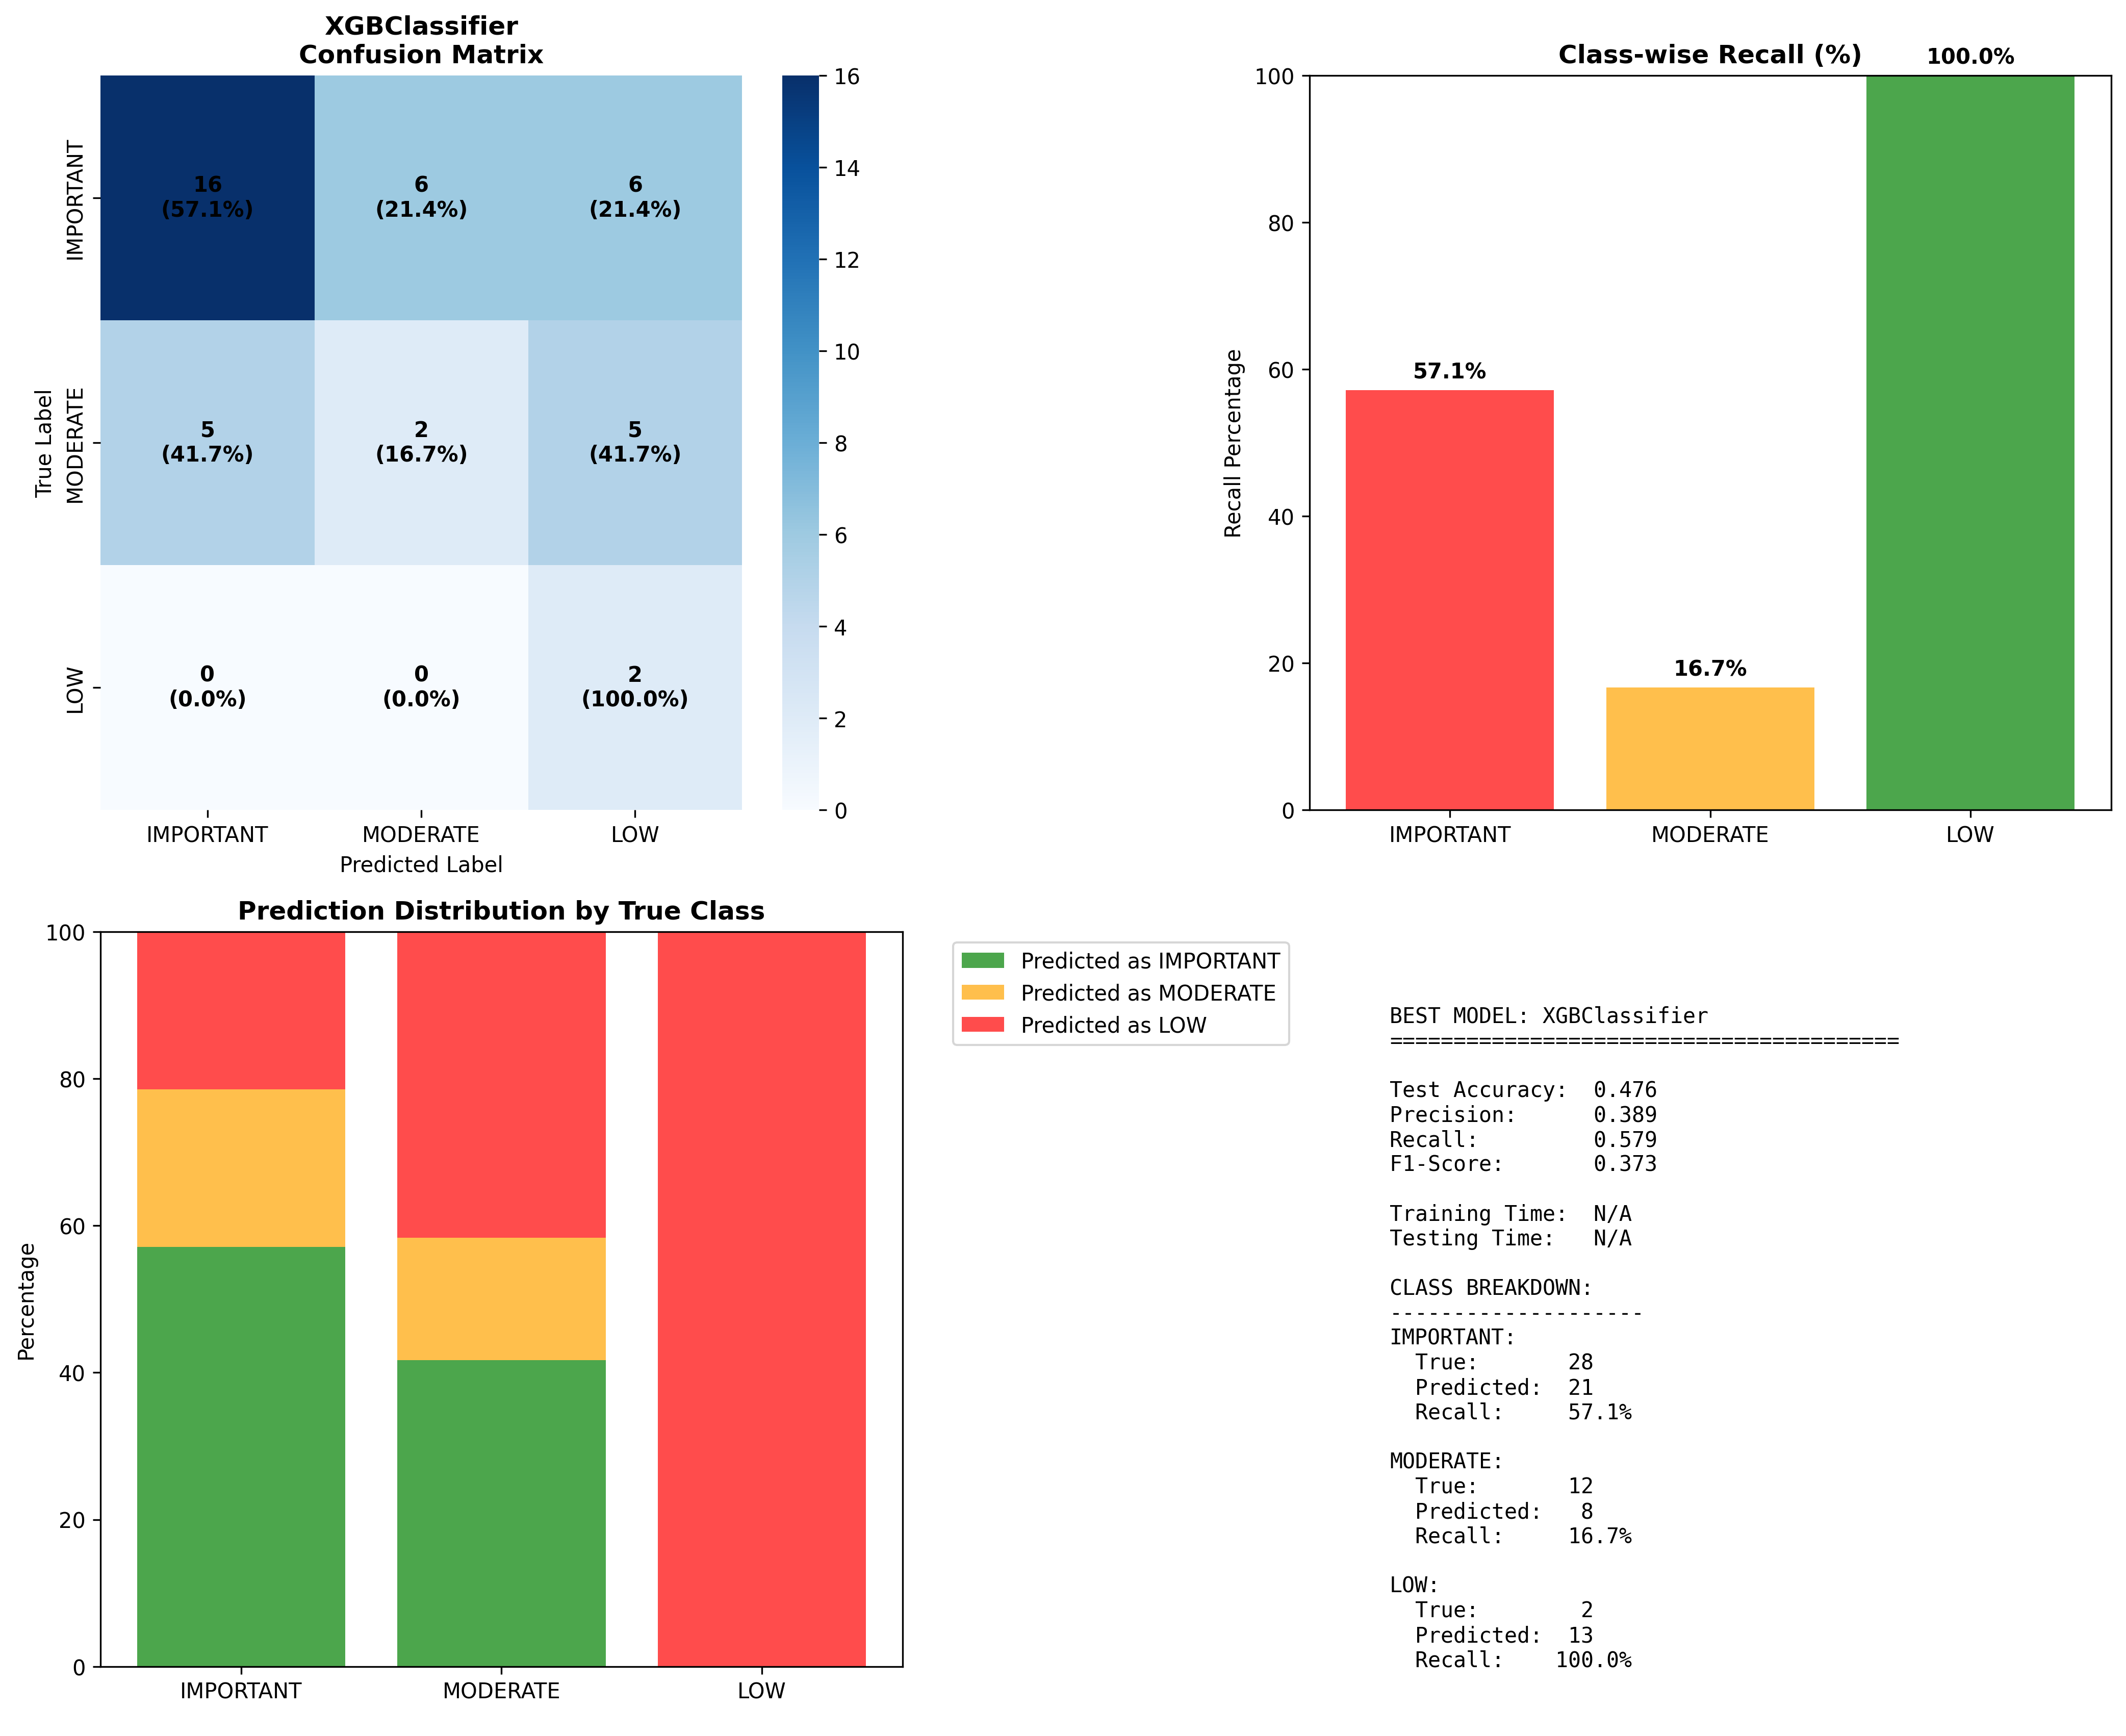 XGBClassifier
Confusion Matrix
16
(57.1%)
6
(21.4%)
6
(21.4%)
5
(41.7%)
2
(16.7%)
5
(41.7%)
0
(0.0%)
0
(0.0%)
2
(100.0%)
True Label
IMPORTANT
MODERATE
LOW
IMPORTANT
MODERATE
LOW
Predicted Label
16
14
12
10
8
6
4
2
0
Class-wise Recall (%)
100.0%
57.1%
16.7%
Recall Percentage
100
80
60
40
20
0
IMPORTANT
MODERATE
LOW
Prediction Distribution by True Class
Percentage
100
80
60
40
20
0
IMPORTANT
MODERATE
LOW
Predicted as IMPORTANT
Predicted as MODERATE
Predicted as LOW
BEST MODEL: XGBClassifier
========================================
Test Accuracy: 0.476
Precision: 0.389
Recall: 0.579
F1-Score: 0.373
Training Time: N/A
Testing Time: N/A
CLASS BREAKDOWN:
--------------------
IMPORTANT:
True: 28
Predicted: 21
Recall: 57.1%
MODERATE:
True: 12
Predicted: 8
Recall: 16.7%
LOW:
True: 2
Predicted: 13
Recall: 100.0%